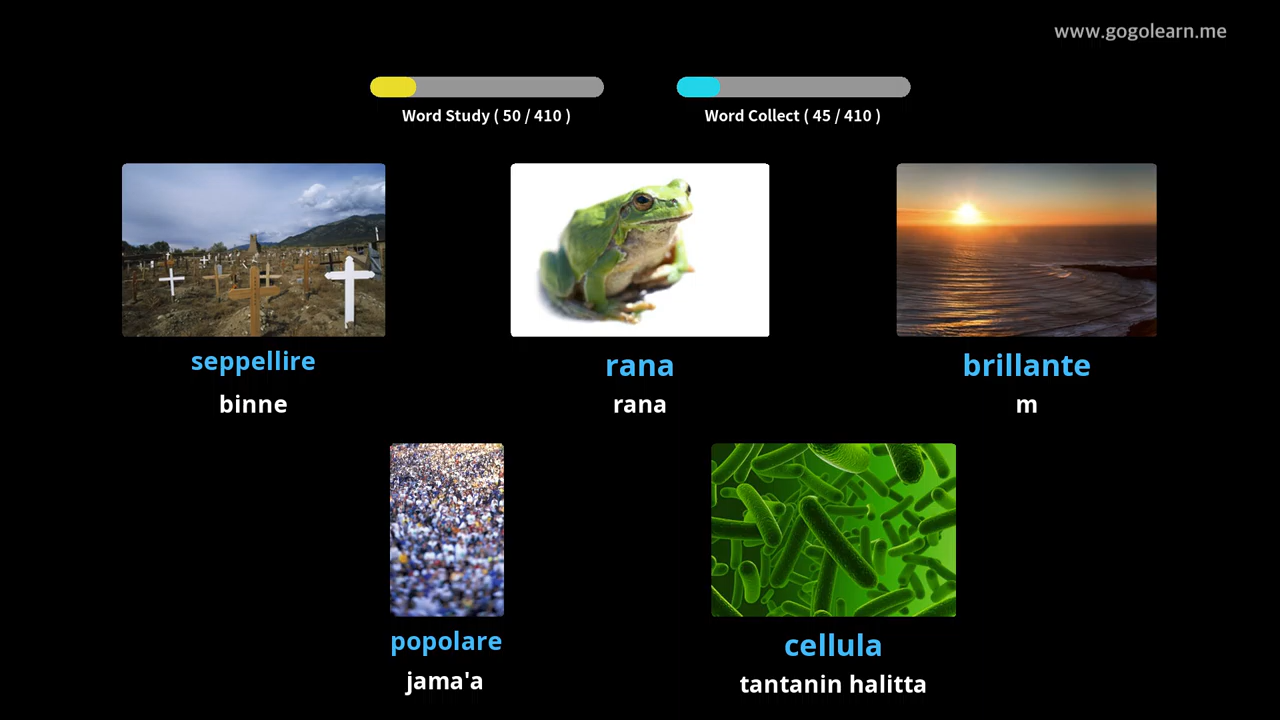 www.gogolearn.me
Word Study ( 50 / 410 )
Word Collect ( 45 / 410 )
seppellire
binne
rana
rana
brillante
m
popolare
jama'a
cellula
tantanin halitta